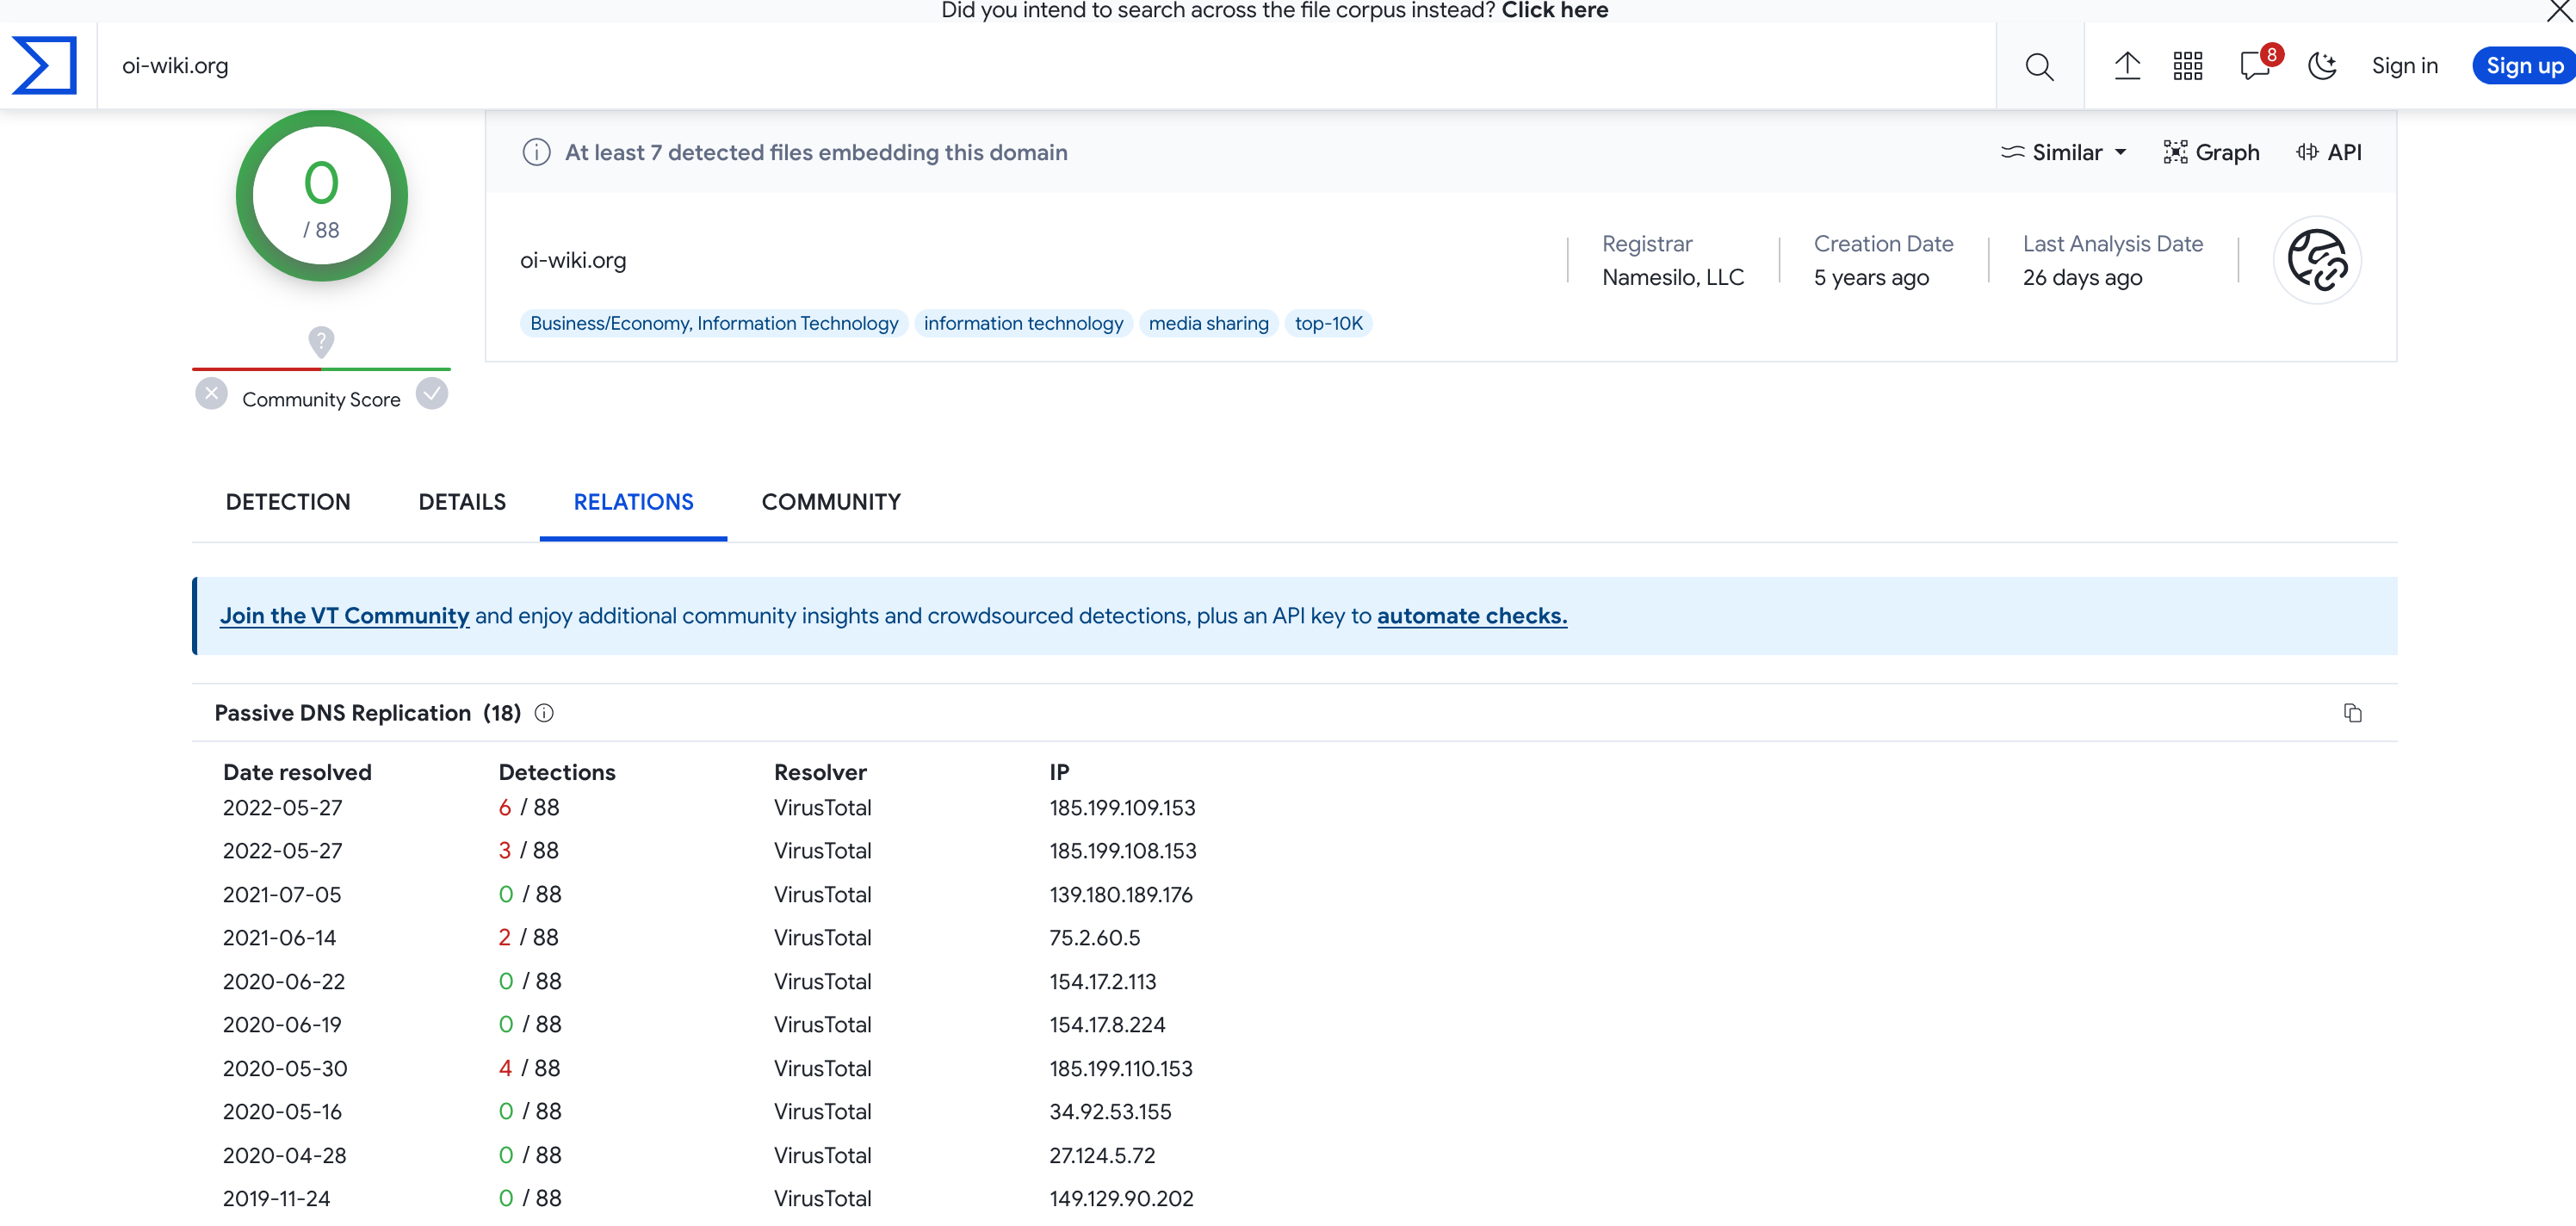 Did you intend to search across the file corpus instead? Click here
oi-wiki.org
8
Sign in
Sign up
0
/ 88
?
Community Score
At least 7 detected files embedding this domain
Similar
Graph
API
oi-wiki.org
Registrar
Namesilo, LLC
Creation Date
5 years ago
Last Analysis Date
26 days ago
Business/Economy, Information Technology
information technology
media sharing
top-10K
DETECTION
DETAILS
RELATIONS
COMMUNITY
Join the VT Community and enjoy additional community insights and crowdsourced detections, plus an API key to automate checks.
Passive DNS Replication (18)
Date resolved Detections Resolver IP
2022-05-27 6 / 88 VirusTotal 185.199.109.153
2022-05-27 3 / 88 VirusTotal 185.199.108.153
2021-07-05 0 / 88 VirusTotal 139.180.189.176
2021-06-14 2 / 88 VirusTotal 75.2.60.5
2020-06-22 0 / 88 VirusTotal 154.17.2.113
2020-06-19 0 / 88 VirusTotal 154.17.8.224
2020-05-30 4 / 88 VirusTotal 185.199.110.153
2020-05-16 0 / 88 VirusTotal 34.92.53.155
2020-04-28 0 / 88 VirusTotal 27.124.5.72
2019-11-24 0 / 88 VirusTotal 149.129.90.202